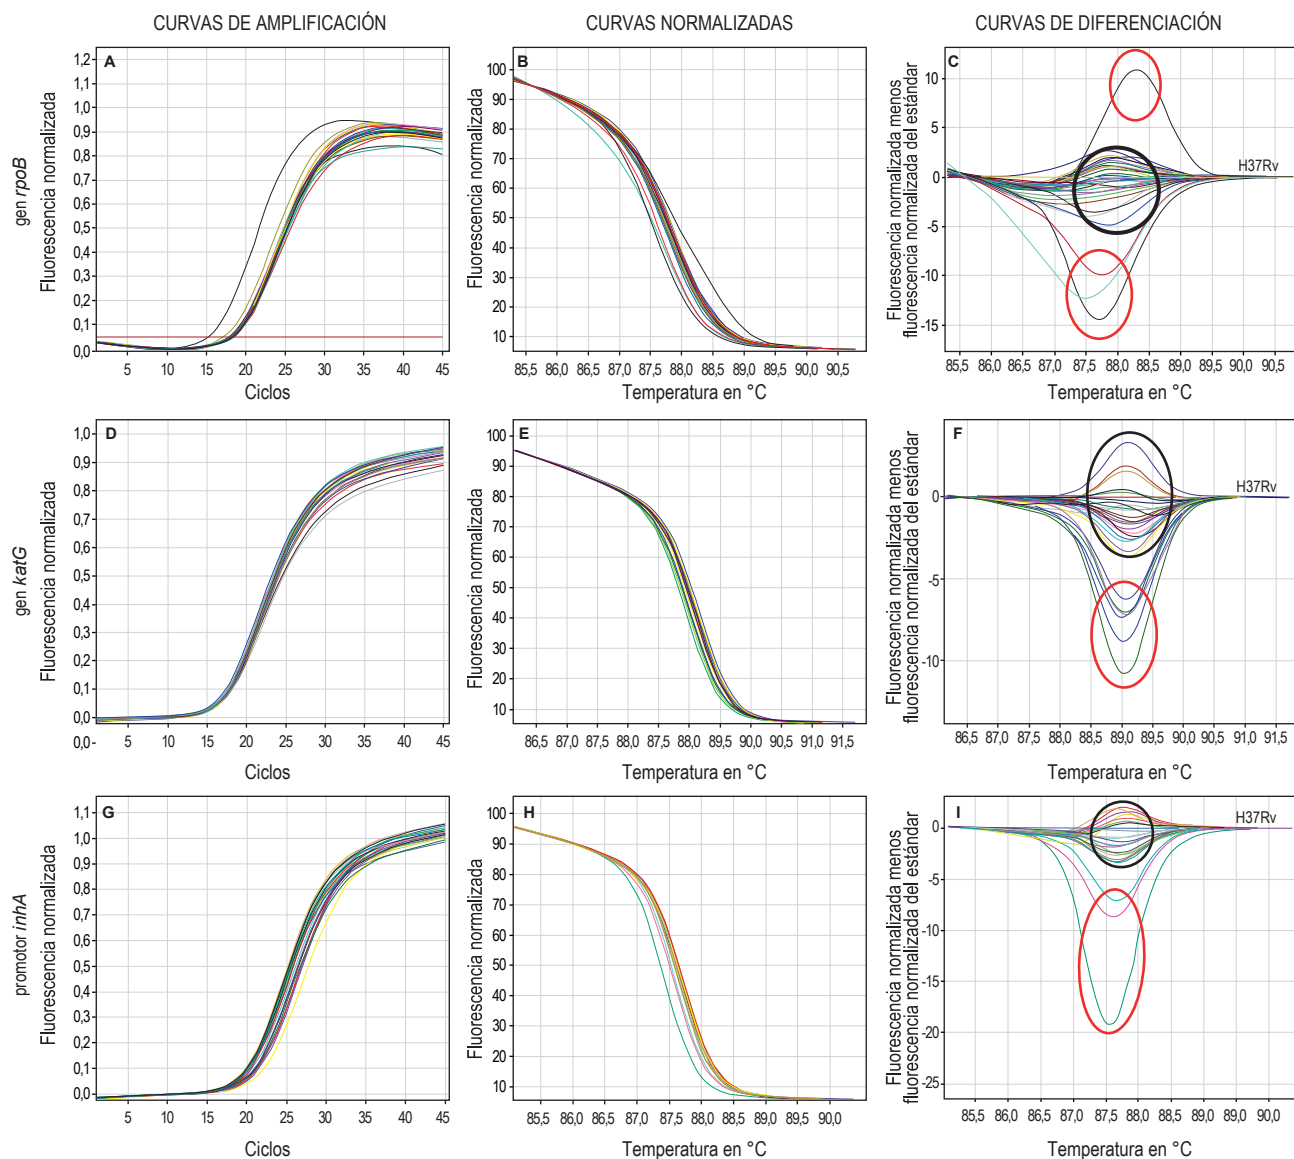 CURVAS DE AMPLIFICACIÓN
CURVAS NORMALIZADAS
CURVAS DE DIFERENCIACIÓN
gen rpoB
Fluorescencia normalizada
A
1,2
1,1
1,0
0,9
0,8
0,7
0,6
0,5
0,4
0,3
0,2
0,1
0,0
5 10 15 20 25 30 35 40 45
Ciclos
Fluorescencia normalizada
B
100
90
80
70
60
50
40
30
20
10
85,5 86,0 86,5 87,0 87,5 88,0 88,5 89,0 89,5 90,0 90,5
Temperatura en °C
Fluorescencia normalizada menos
fluorescencia normalizada del estándar
C
10
5
0
-5
-10
-15
H37Rv
85,5 86,0 86,5 87,0 87,5 88,0 88,5 89,0 89,5 90,0 90,5
Temperatura en °C
gen katG
Fluorescencia normalizada
D
0,0
1,0
0,9
0,8
0,7
0,6
0,5
0,4
0,3
0,2
0,1
0,0
0,0-
5 10 15 20 25 30 35 40 45
Ciclos
Fluorescencia normalizada
E
100
90
80
70
60
50
40
30
20
10
86,5 87,0 87,5 88,0 88,5 89,0 89,5 90,0 90,5 91,0 91,5
Temperatura en °C
Fluorescencia normalizada menos
fluorescencia normalizada del estándar
F
0
-5
-10
H37Rv
86,5 87,0 87,5 88,0 88,5 89,0 89,5 90,0 90,5 91,0 91,5
Temperatura en °C
promotor inhA
Fluorescencia normalizada
G
1,1
1,0
0,9
0,8
0,7
0,6
0,5
0,4
0,3
0,2
0,1
0,0
0 10 15 20 25 30 35 40 45
Ciclos
Fluorescencia normalizada
H
100
90
80
70
60
50
40
30
20
10
85,5 86,0 86,5 87,0 87,5 88,0 88,5 89,0 89,5 90,0
Temperatura en °C
Fluorescencia normalizada menos
fluorescencia normalizada del estándar
I
0
-5
-10
-15
-20
-25
H37Rv
85,5 86,0 86,5 87,0 87,5 88,0 88,5 89,0 89,5 90,0
Temperatura en °C